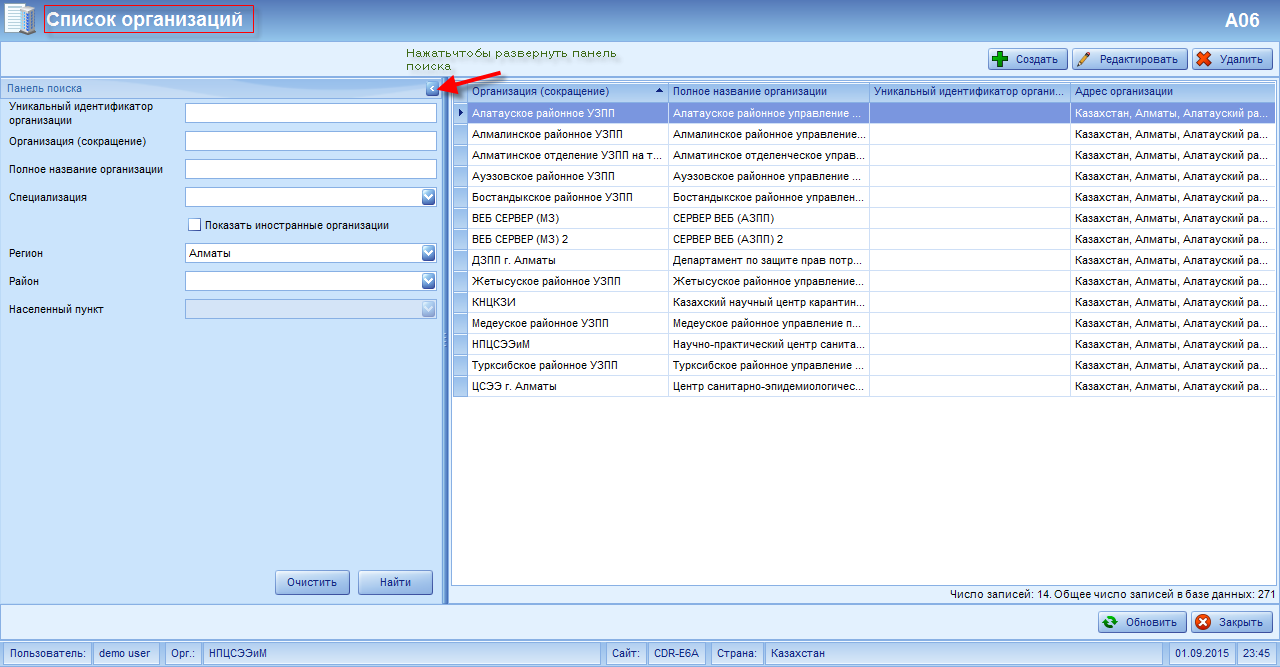 Список организаций
A06
Нажатьчтобы развернуть панель
поиска
Создать
Редактировать
Удалить
Панель поиска
Уникальный идентификатор
организации
Организация (сокращение)
Полное название организации
Специализация
Показать иностранные организации
Регион
Алматы
Район
Населенный пункт
Очистить
Найти
Организация (сокращение) Полное название организации Уникальный идентификатор органи... Адрес организации
Алатауское районное УЗПП Алатауское районное управление ... Казахстан, Алматы, Алатауский ра...
Алмалинское районное УЗПП Алмалинское районное управление... Казахстан, Алматы, Алатауский ра...
Алматинское отделение УЗПП на т... Алматинское отделенческое управ... Казахстан, Алматы, Алатауский ра...
Ауэзовское районное УЗПП Ауэзовское районное управление ... Казахстан, Алматы, Алатауский ра...
Бостандыкское районное УЗПП Бостандыкское районное управлен... Казахстан, Алматы, Алатауский ра...
ВЕБ СЕРВЕР (МЗ) СЕРВЕР ВЕБ (АЗПП) Казахстан, Алматы, Алатауский ра...
ВЕБ СЕРВЕР (МЗ) 2 СЕРВЕР ВЕБ (АЗПП) 2 Казахстан, Алматы, Алатауский ра...
ДЗПП г. Алматы Департамент по защите прав потр... Казахстан, Алматы, Алатауский ра...
Жетысуское районное УЗПП Жетысуское районное управление... Казахстан, Алматы, Алатауский ра...
КНЦКЗИ Казахский научный центр карантин... Казахстан, Алматы, Алатауский ра...
Медеуское районное УЗПП Медеуское районное управление п... Казахстан, Алматы, Алатауский ра...
НПЦСЭЭиМ Научно-практический центр санита... Казахстан, Алматы, Алатауский ра...
Турксибское районное УЗПП Турксибское районное управление ... Казахстан, Алматы, Алатауский ра...
ЦСЭЭ г. Алматы Центр санитарно-эпидемиологичес... Казахстан, Алматы, Алатауский ра...
Число записей: 14. Общее число записей в базе данных: 271
Обновить
Закрыть
Пользователь: demo user Орг.: НПЦСЭЭиМ Сайт: CDR-E6A Страна: Казахстан 01.09.2015 23:45